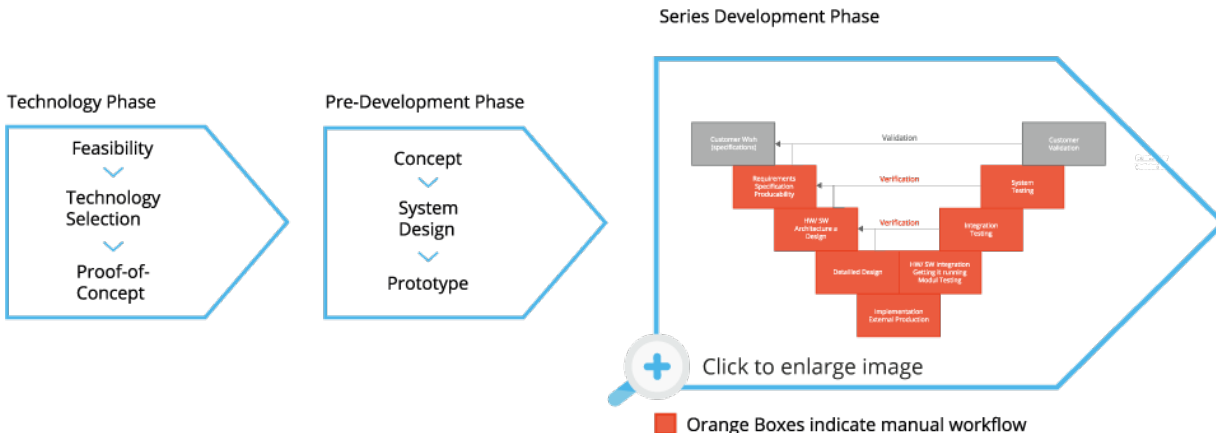 Series Development Phase
Technology Phase
Feasibility
Technology
Selection
Proof-of-
Concept
Pre-Development Phase
Concept
System
Design
Prototype
Customer Wish
(specifications)
Validation
Customer
Validation
Requirements
Specification
Producability
Verification
System
Testing
HW/ SW
Architecture a
Design
Verification
Integration
Testing
Detailled Design
HW/ SW Integration
Getting it running
Modul Testing
Implementation
External Production
Click to enlarge image
Orange Boxes indicate manual workflow